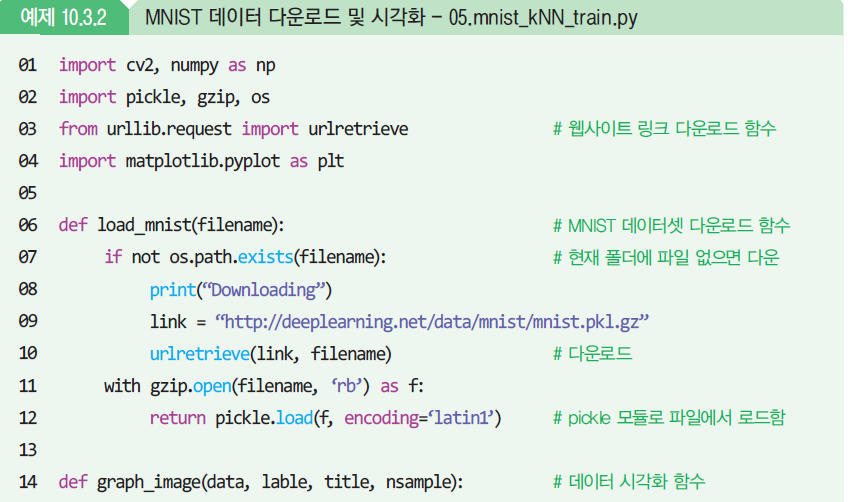 예제 10.3.2 MNIST 데이터 다운로드 및 시각화 - 05.mnist_kNN_train.py
01 import cv2, numpy as np
02 import pickle, gzip, os
03 from urllib.request import urlretrieve # 웹사이트 링크 다운로드 함수
04 import matplotlib.pyplot as plt
05
06 def load_mnist(filename): # MNIST 데이터셋 다운로드 함수
07 if not os.path.exists(filename): # 현재 폴더에 파일 없으면 다운
08 print(“Downloading”)
09 link = “http://deeplearning.net/data/mnist/mnist.pkl.gz”
10 urlretrieve(link, filename) # 다운로드
11 with gzip.open(filename, ‘rb’) as f:
12 return pickle.load(f, encoding=‘latin1’) # pickle 모듈로 파일에서 로드함
13
14 def graph_image(data, lable, title, nsample): # 데이터 시각화 함수